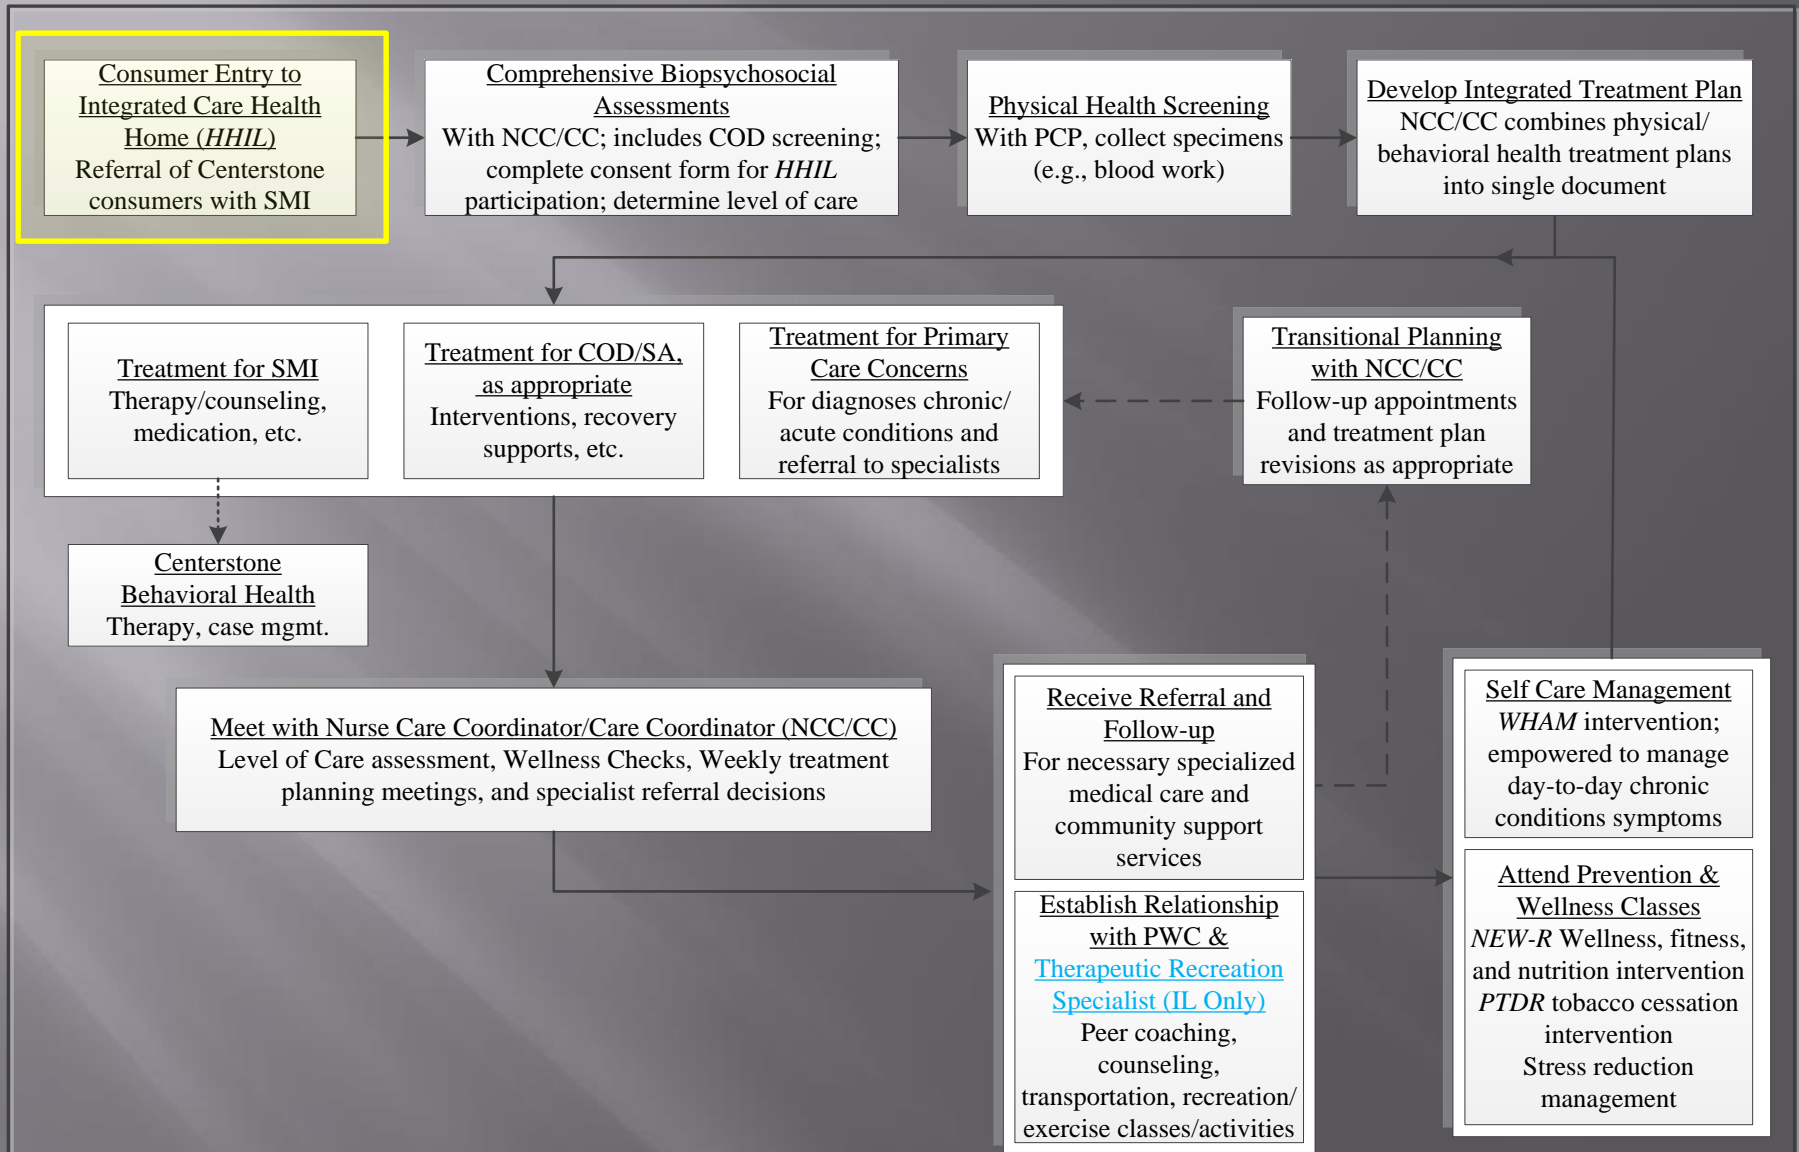 Consumer Entry to
Integrated Care Health
Home (HHIL)
Referral of Centerstone
consumers with SMI
Comprehensive Biopsychosocial
Assessments
With NCC/CC; includes COD screening;
complete consent form for HHIL
participation; determine level of care
Physical Health Screening
With PCP, collect specimens
(e.g., blood work)
Develop Integrated Treatment Plan
NCC/CC combines physical/
behavioral health treatment plans
into single document
Treatment for SMI
Therapy/counseling,
medication, etc.
Treatment for COD/SA,
as appropriate
Interventions, recovery
supports, etc.
Treatment for Primary
Care Concerns
For diagnoses chronic/
acute conditions and
referral to specialists
Transitional Planning
with NCC/CC
Follow-up appointments
and treatment plan
revisions as appropriate
Centerstone
Behavioral Health
Therapy, case mgmt.
Meet with Nurse Care Coordinator/Care Coordinator (NCC/CC)
Level of Care assessment, Wellness Checks, Weekly treatment
planning meetings, and specialist referral decisions
Receive Referral and
Follow-up
For necessary specialized
medical care and
community support
services
Establish Relationship
with PWC &
Therapeutic Recreation
Specialist (IL Only)
Peer coaching,
counseling,
transportation, recreation/
exercise classes/activities
Self Care Management
WHAM intervention;
empowered to manage
day-to-day chronic
conditions symptoms
Attend Prevention &
Wellness Classes
NEW-R Wellness, fitness,
and nutrition intervention
PTDR tobacco cessation
intervention
Stress reduction
management